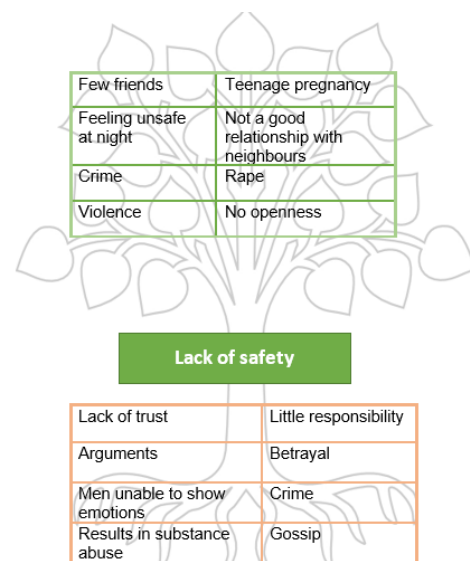 Few friends
Teenage pregnancy
Feeling unsafe
at night
Not a good
relationship with
neighbours
Crime
Rape
Violence
No openness
Lack of safety
Lack of trust
Little responsibility
Arguments
Betrayal
Men unable to show
emotions
Crime
Results in substance
abuse
Gossip